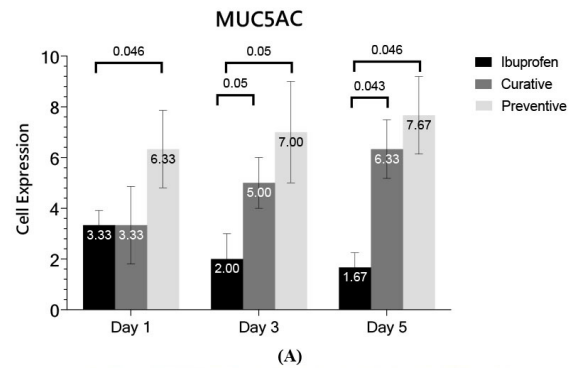 MUC5AC
10
8
6
4
2
0
Cell Expression
0.046
0.05
0.05
0.046
0.043
3.33
3.33
6.33
2.00
5.00
7.00
1.67
6.33
7.67
Day 1
Day 3
Day 5
Ibuprofen
Curative
Preventive
(A)